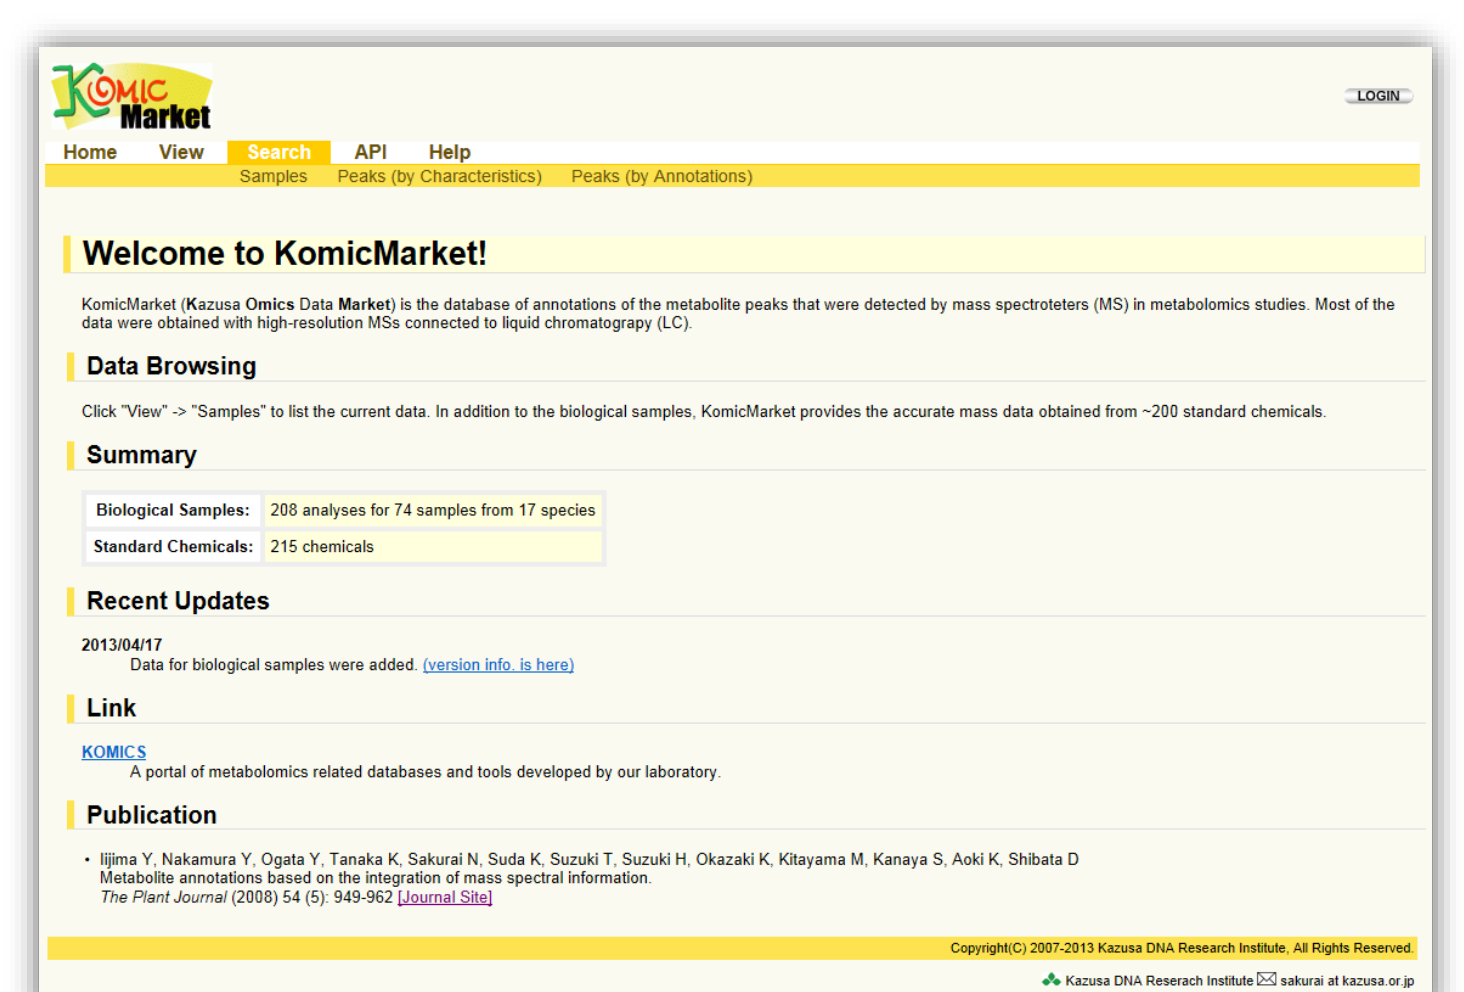 Komic
Market
LOGIN
Home View Search API Help
Samples Peaks (by Characteristics) Peaks (by Annotations)
Welcome to KomicMarket!
KomicMarket (Kazusa Omics Data Market) is the database of annotations of the metabolite peaks that were detected by mass spectroteters (MS) in metabolomics studies. Most of the
data were obtained with high-resolution MSs connected to liquid chromatograpy (LC).
Data Browsing
Click "View" -> "Samples" to list the current data. In addition to the biological samples, KomicMarket provides the accurate mass data obtained from ~200 standard chemicals.
Summary
Biological Samples: 208 analyses for 74 samples from 17 species
Standard Chemicals: 215 chemicals
Recent Updates
2013/04/17
Data for biological samples were added. (version info. is here)
Link
KOMICS
A portal of metabolomics related databases and tools developed by our laboratory.
Publication
• Iijima Y, Nakamura Y, Ogata Y, Tanaka K, Sakurai N, Suda K, Suzuki T, Suzuki H, Okazaki K, Kitayama M, Kanaya S, Aoki K, Shibata D
Metabolite annotations based on the integration of mass spectral information.
The Plant Journal (2008) 54 (5): 949-962 [Journal Site]
Copyright(C) 2007-2013 Kazusa DNA Research Institute, All Rights Reserved.
Kazusa DNA Reserach Institute sakurai at kazusa.or.jp